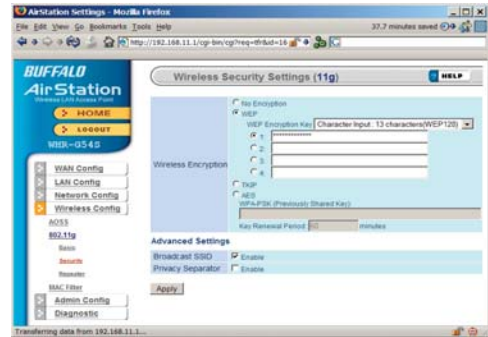 AirStation Settings - Mozilla Firefox
File Edit View Go Bookmarks Tools Help
37.7 minutes saved
http://192.168.11.1/cgi-bin/cgi?req=tfr&id=16
BUFFALO
AirStation
Wireless LAN Access Point
HOME
LOGOUT
WHR-G54S
WAN Config
LAN Config
Network Config
Wireless Config
AOSS
802.11g
Basic
Security
Repeater
MAC Filter
Admin Config
Diagnostic
Wireless Security Settings (11g)
HELP
Wireless Encryption
No Encryption
WEP
WEP Encryption Key Character Input : 13 characters(WEP128)
1: *************
2:
3:
4:
TKIP
AES
WPA-PSK (Previously Shared Key):
Key Renewal Period 60 minutes
Advanced Settings
Broadcast SSID Enable
Privacy Separator Enable
Apply
Transferring data from 192.168.11.1...